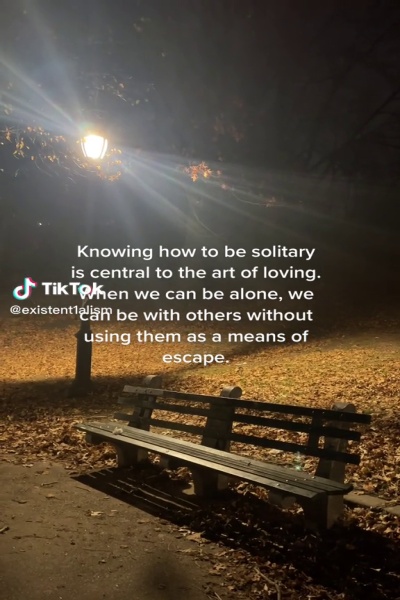 Knowing how to be solitary
is central to the art of loving.
When we can be alone, we
can be with others without
using them as a means of
escape.
TikTok
@existent1alism